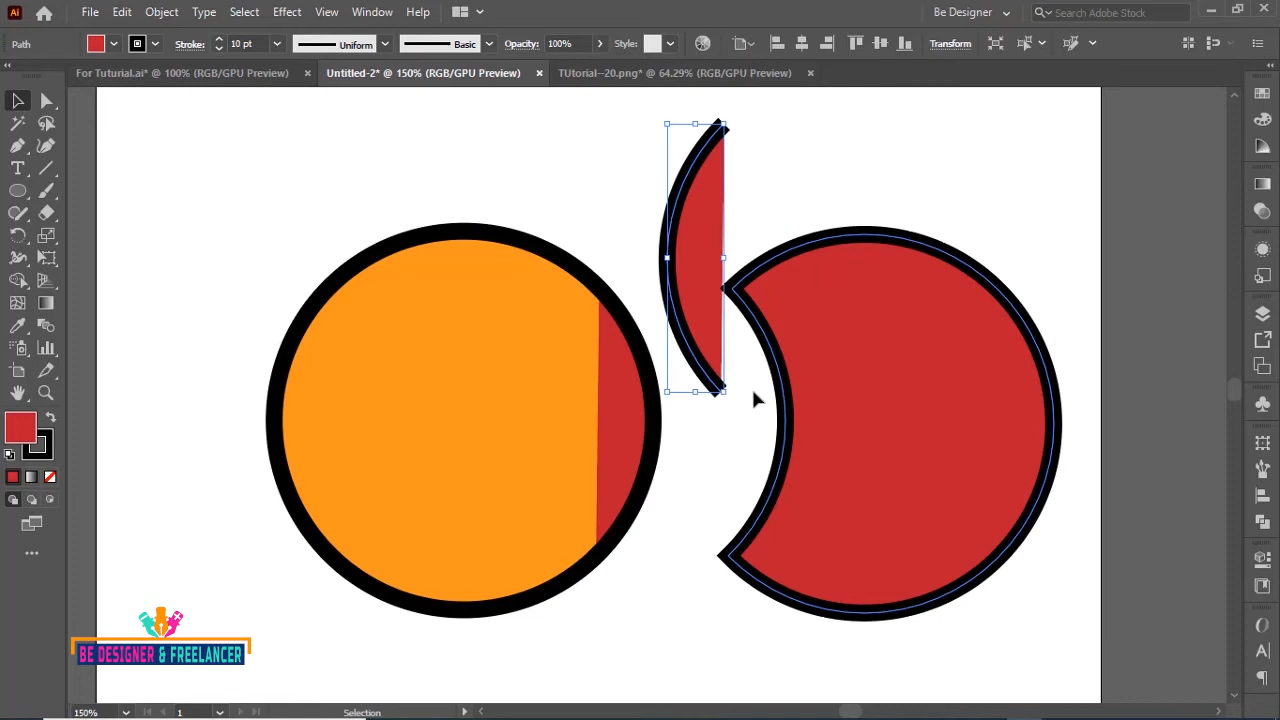 Ai File Edit Object Type Select Effect View Window Help Be Designer Search Adobe Stock
Path Stroke: 10 pt Uniform Basic Opacity: 100% Style: Transform
For Tuturial.ai* @ 100% (RGB/GPU Preview) × Untitled-2* @ 150% (RGB/GPU Preview) × TUtorial--20.png* @ 64.29% (RGB/GPU Preview) ×
BE DESIGNER & FREELANCER
150% 1 Selection